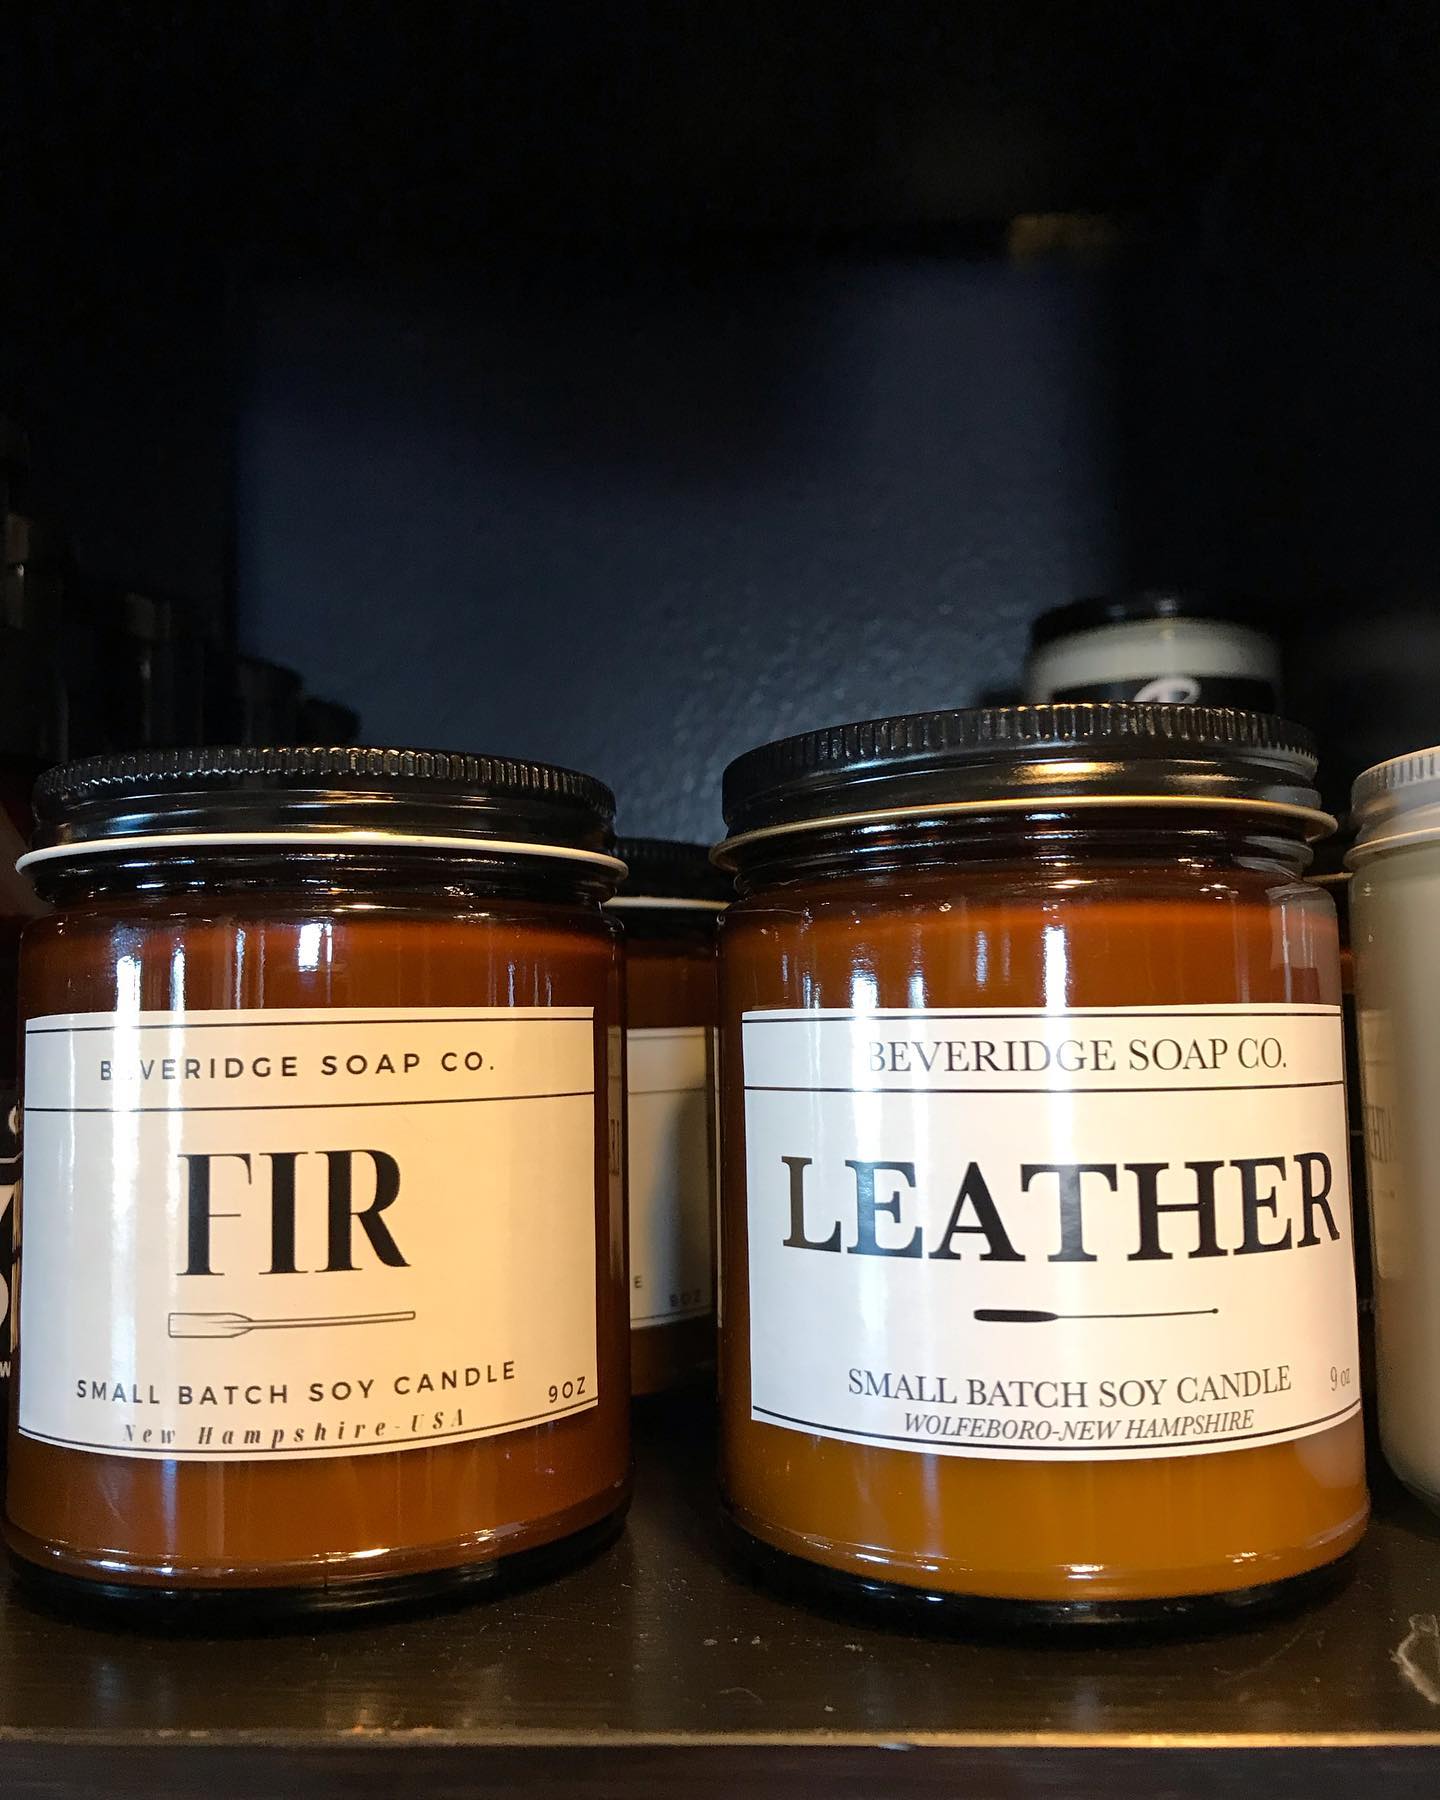 BEVERIDGE SOAP CO.
FIR
SMALL BATCH SOY CANDLE
9OZ
New Hampshire-USA
BEVERIDGE SOAP CO.
LEATHER
SMALL BATCH SOY CANDLE
9 oz
WOLFEBORO-NEW HAMPSHIRE
E
9OZ